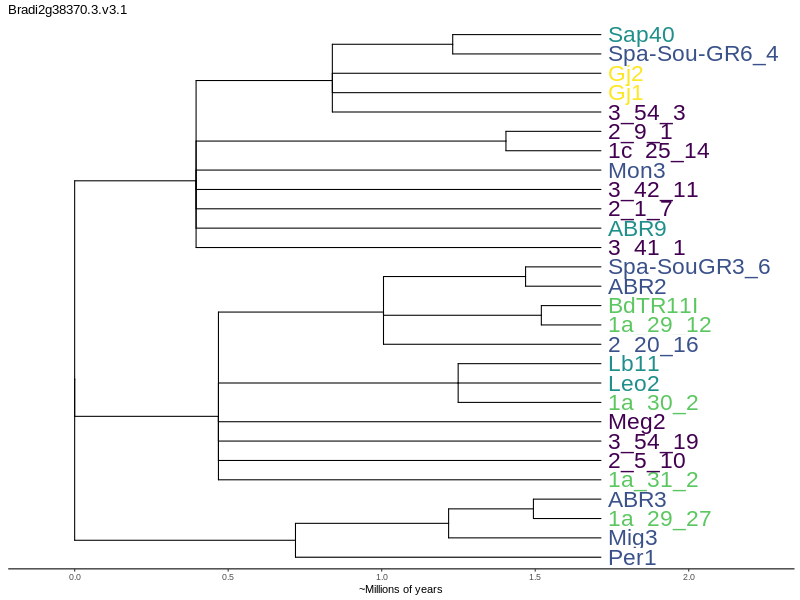 Bradi2g38370.3.v3.1
Sap40
Spa-Sou-GR6_4
Gj2
Gj1
3_54_3
2_9_1
1c_25_14
Mon3
3_42_11
2_1_7
ABR9
3_41_1
Spa-SouGR3_6
ABR2
BdTR11I
1a_29_12
2_20_16
Lb11
Leo2
1a_30_2
Meg2
3_54_19
2_5_10
1a_31_2
ABR3
1a_29_27
Mig3
Per1
0.0 0.5 1.0 1.5 2.0
~Millions of years